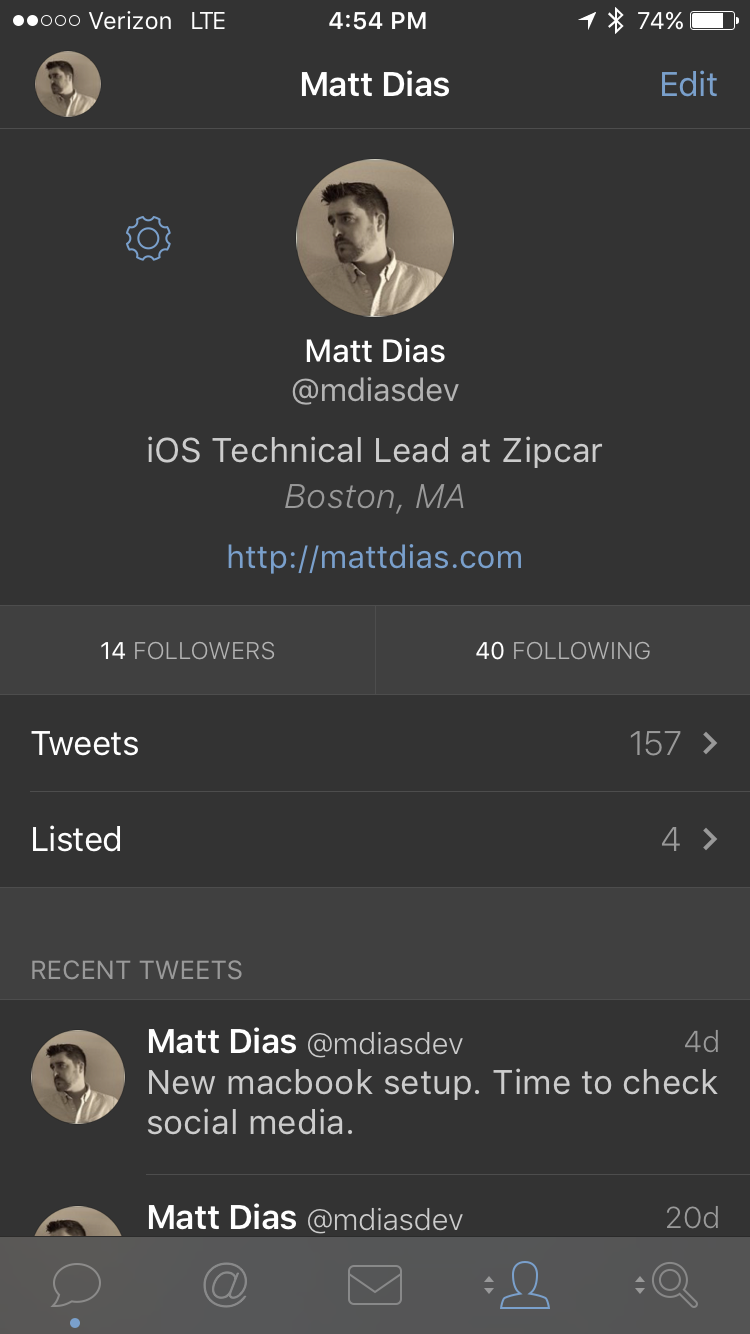 Verizon LTE 4:54 PM 74%
Matt Dias Edit
Matt Dias
@mdiasdev
iOS Technical Lead at Zipcar
Boston, MA
http://mattdias.com
14 FOLLOWERS 40 FOLLOWING
Tweets 157
Listed 4
RECENT TWEETS
Matt Dias @mdiasdev 4d
New macbook setup. Time to check
social media.
Matt Dias @mdiasdev 20d
@